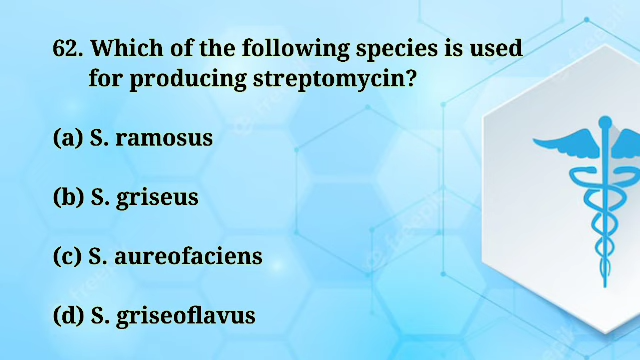 62. Which of the following species is used
for producing streptomycin?
(a) S. ramosus
(b) S. griseus
(c) S. aureofaciens
(d) S. griseoflavus